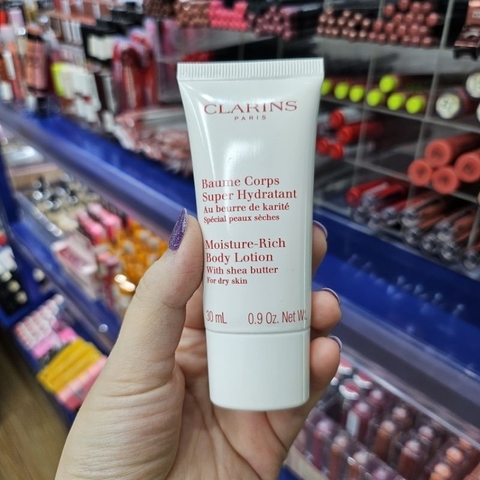 CLARINS
PARIS
Baume Corps
Super Hydratant
Au beurre de karité
Spécial peaux sèches
Moisture-Rich
Body Lotion
With shea butter
For dry skin
30 mL 0.9 Oz. Net